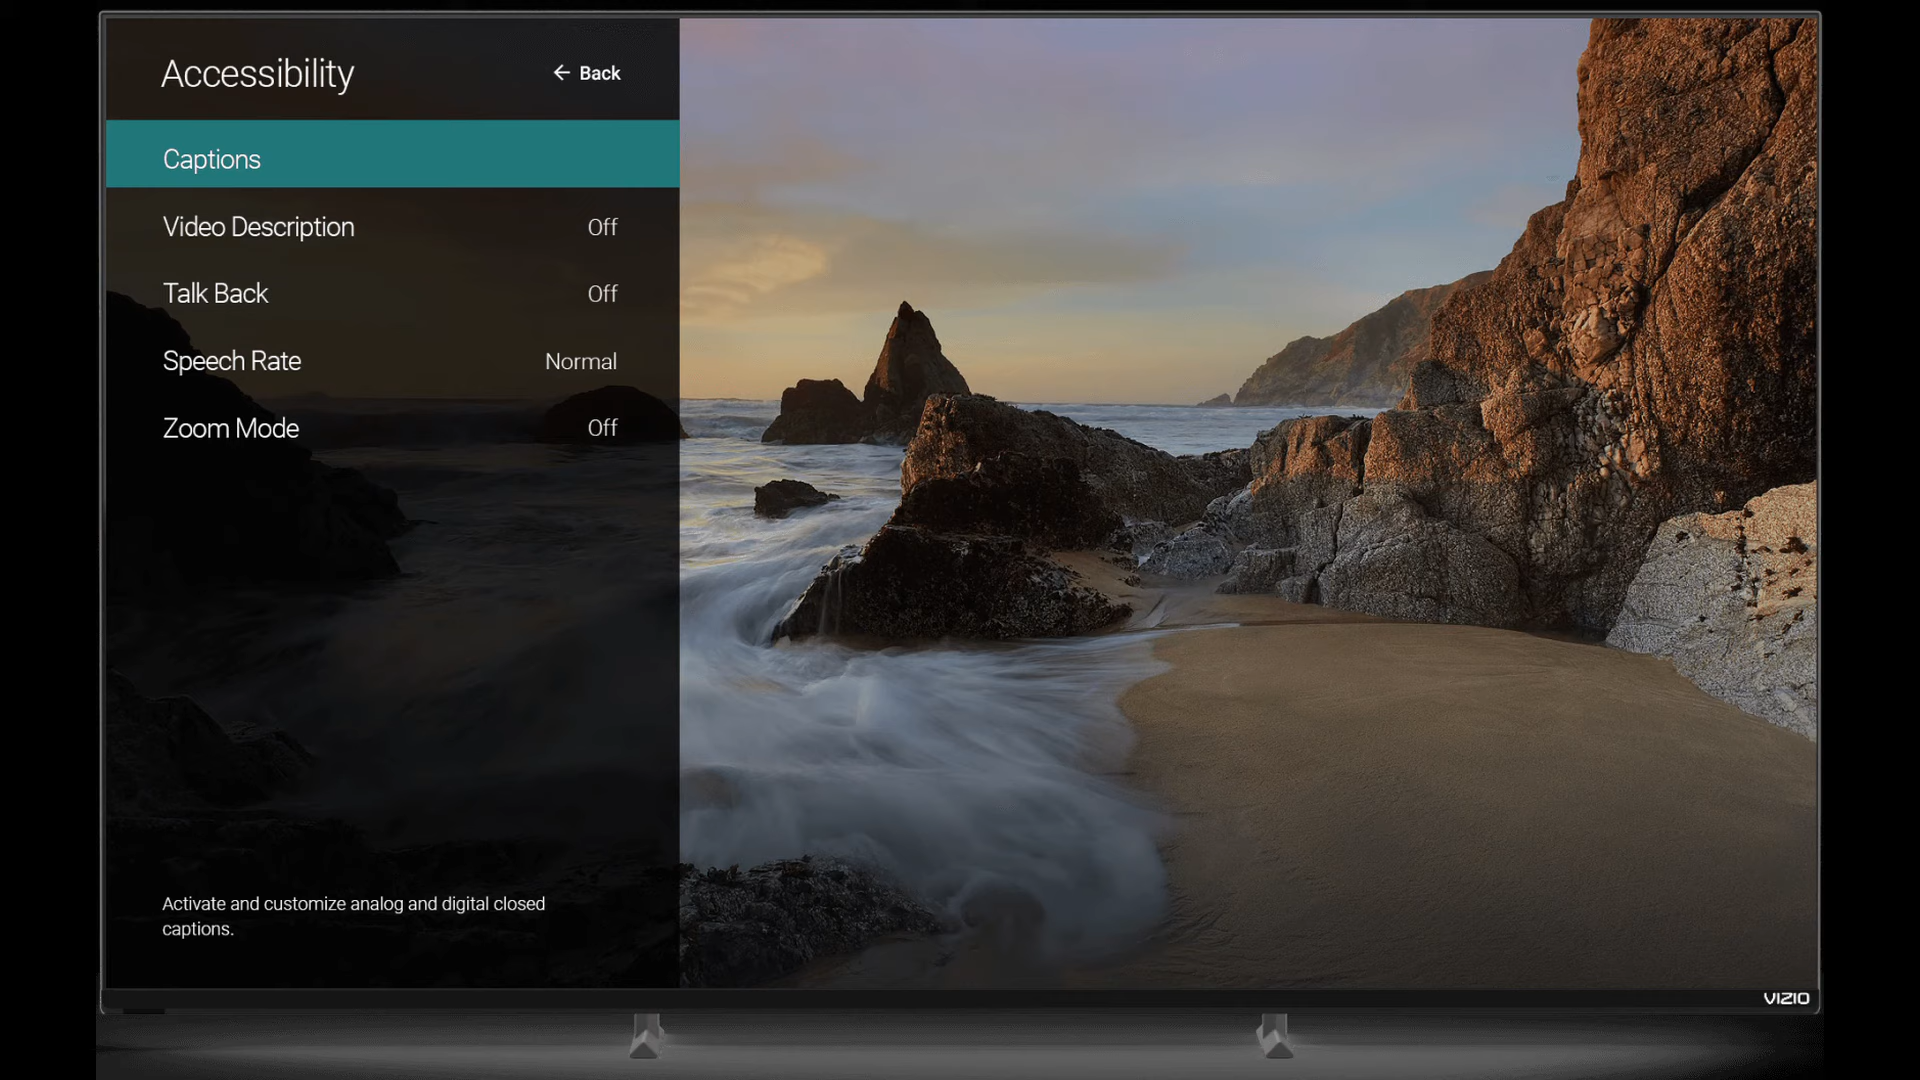 Accessibility
← Back
Captions
Video Description Off
Talk Back Off
Speech Rate Normal
Zoom Mode Off
Activate and customize analog and digital closed
captions.
VIZIO